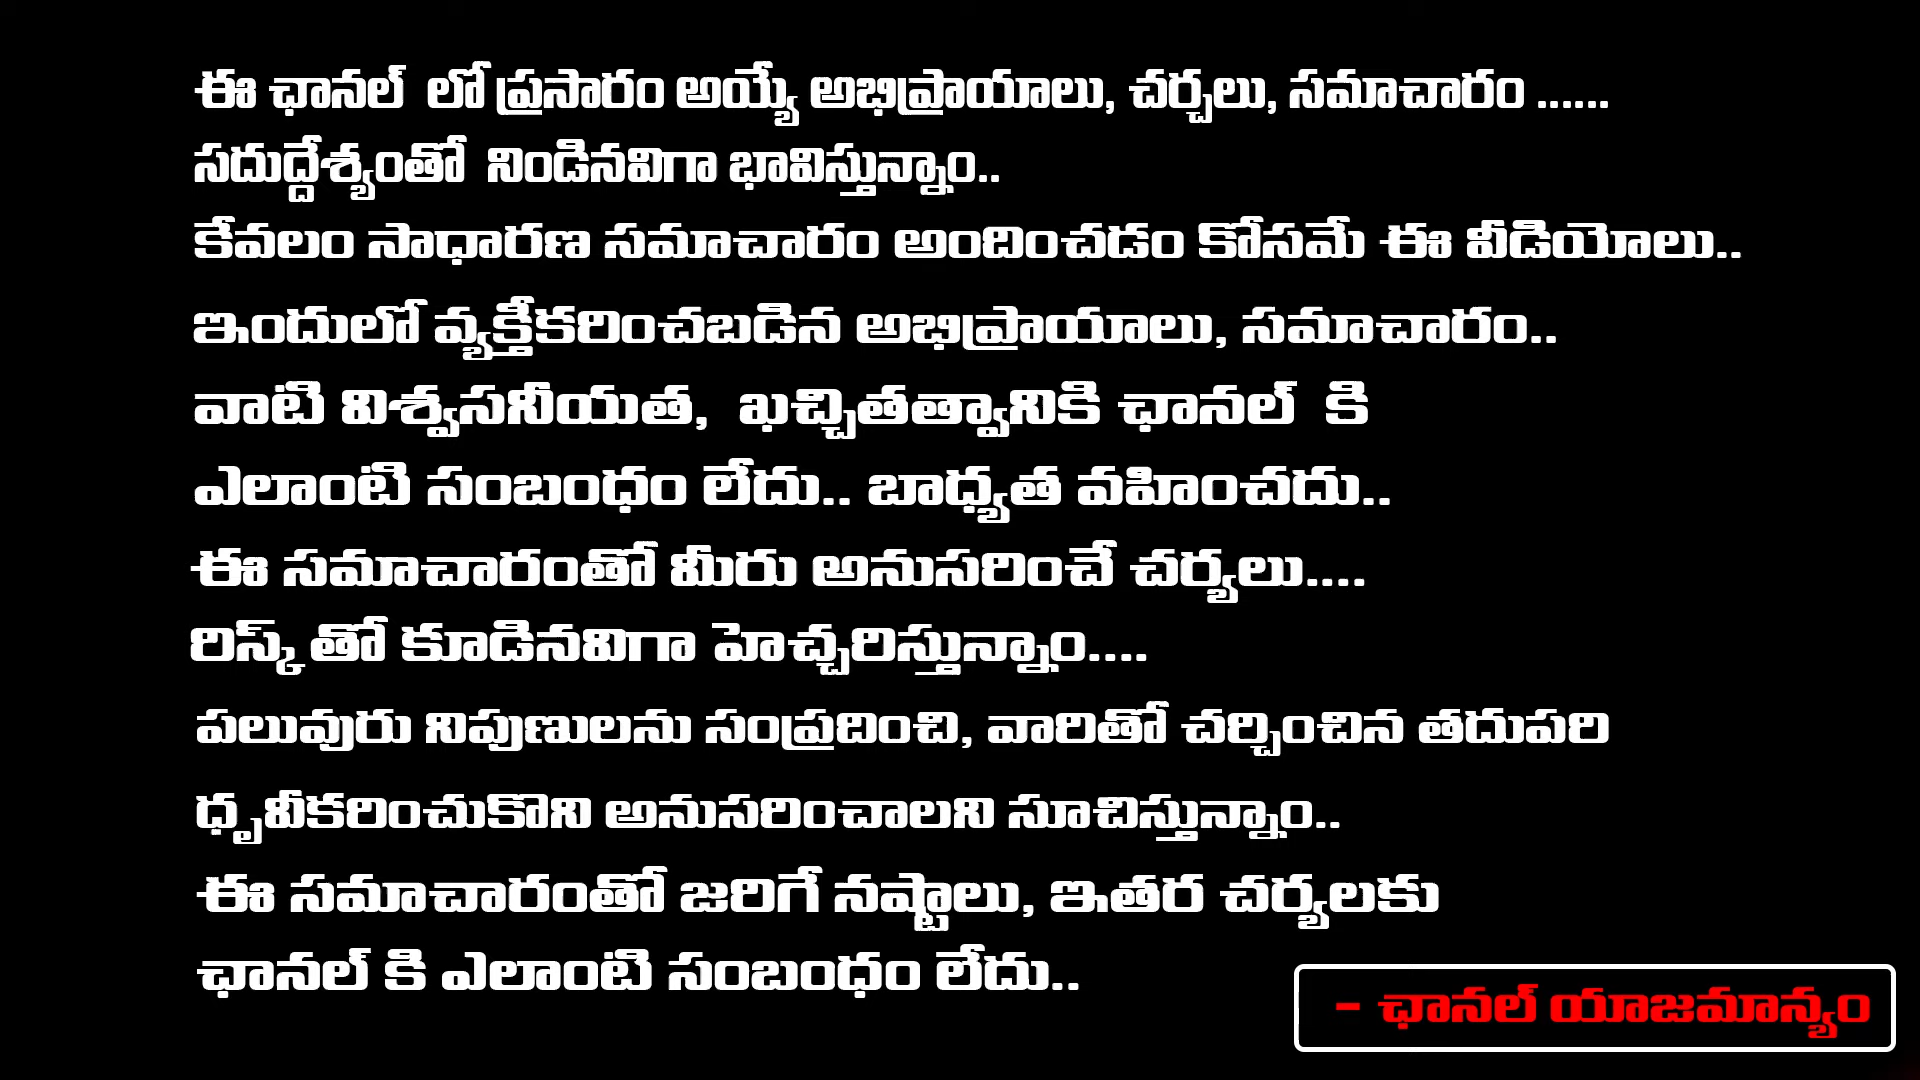 ఈ ఛానల్ లో ప్రసారం అయ్యే అభిప్రాయాలు, చర్చలు, సమాచారం ......
సదుద్దేశ్యంతో నిండినవిగా భావిస్తున్నాం..
కేవలం సాధారణ సమాచారం అందించడం కోసమే ఈ వీడియోలు..
ఇందులో వ్యక్తీకరించబడిన అభిప్రాయాలు, సమాచారం..
వాటి విశ్వసనీయత, ఖచ్చితత్వానికి ఛానల్ కి
ఎలాంటి సంబంధం లేదు.. బాధ్యత వహించదు..
ఈ సమాచారంతో మీరు అనుసరించే చర్యలు....
రిస్క్ తో కూడినవిగా హెచ్చరిస్తున్నాం....
పలువురు నిపుణులను సంప్రదించి, వారితో చర్చించిన తదుపరి
ధృవీకరించుకొని అనుసరించాలని సూచిస్తున్నాం..
ఈ సమాచారంతో జరిగే నష్టాలు, ఇతర చర్యలకు
ఛానల్ కి ఎలాంటి సంబంధం లేదు..
- ఛానల్ యాజమాన్యం